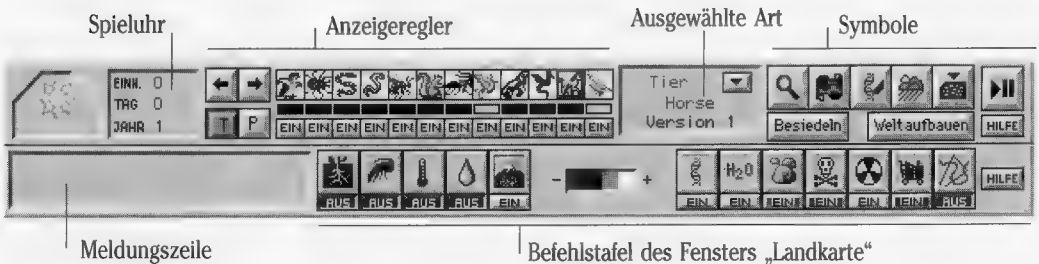 Spieluhr
Anzeigeregler
Ausgewählte Art
Symbole
EINH. 0
TAG 0
JAHR 1
T P
EIN EIN EIN EIN EIN EIN EIN EIN EIN EIN EIN EIN
Tier
Horse
Version 1
Besiedeln
Welt aufbauen
HILFE
H₂O
- +
AUS AUS AUS AUS EIN
EIN EIN EIN EIN EIN EIN AUS
HILFE
Meldungszeile
Befehlstafel des Fensters „Landkarte“